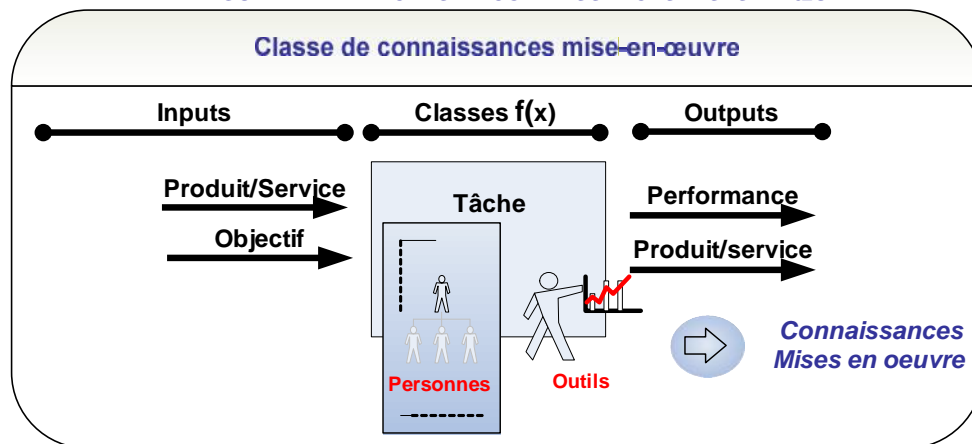 Classe de connaissances mise-en-œuvre
Inputs
Classes f(x)
Outputs
Produit/Service
Objectif
Tâche
Performance
Produit/service
Personnes
Outils
Connaissances
Mises en oeuvre